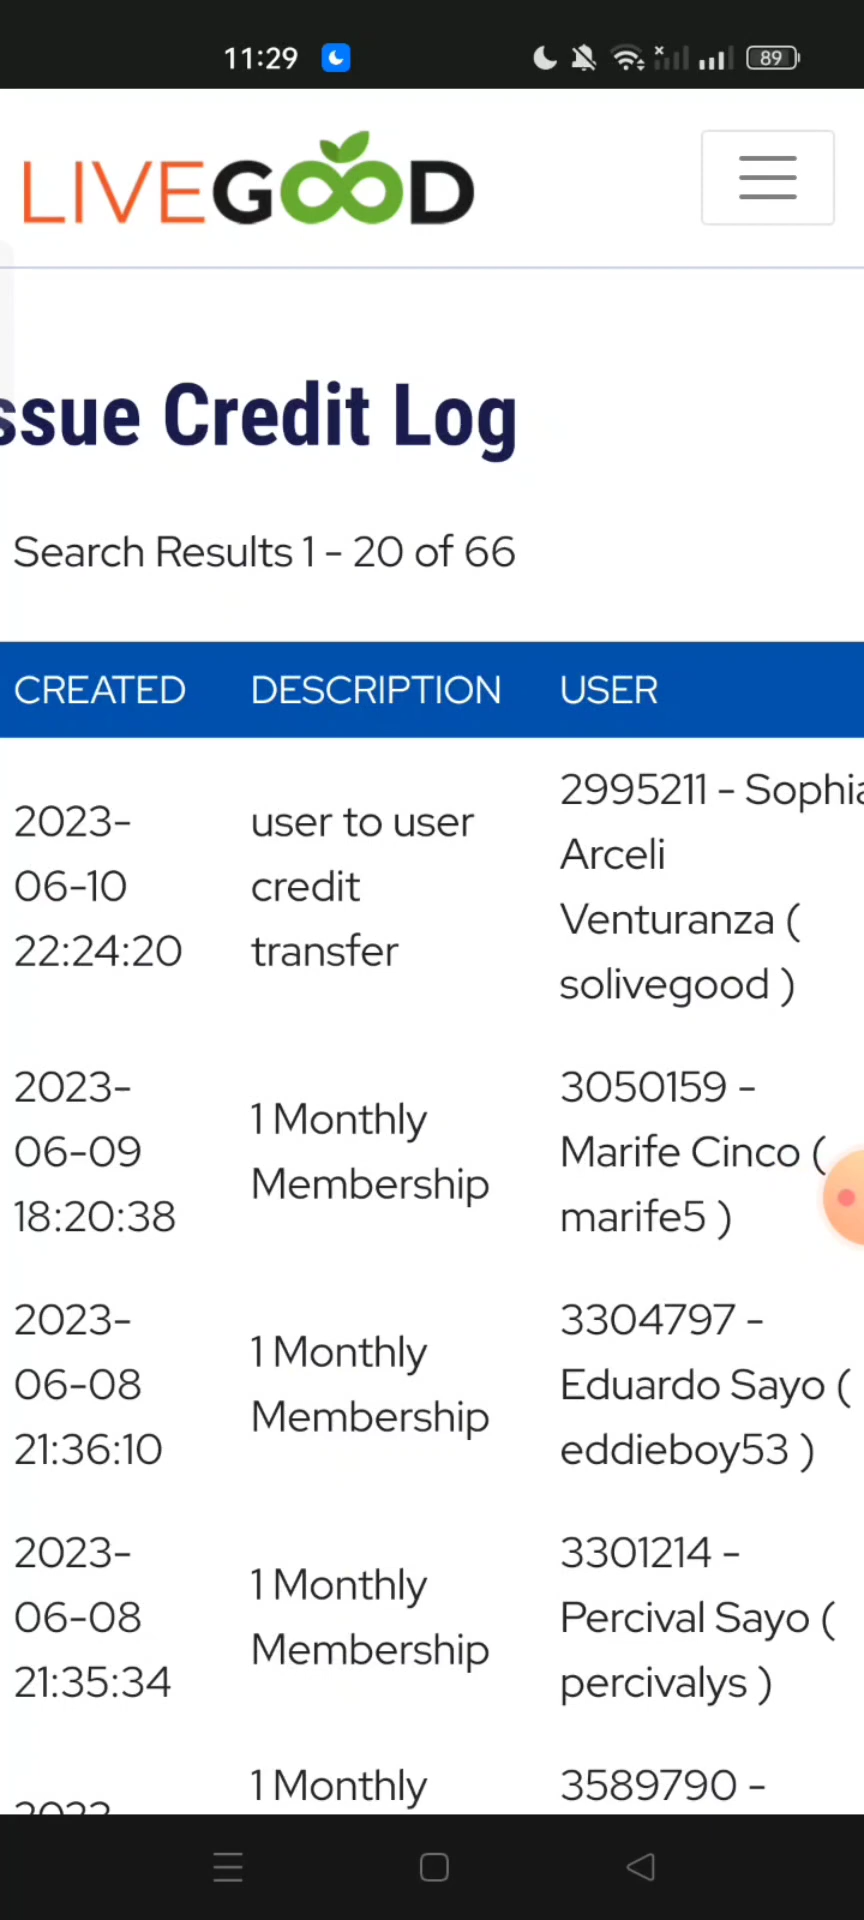 11:29
89
LIVEGOOD
ssue Credit Log
Search Results 1 - 20 of 66
CREATED DESCRIPTION USER
2023-
06-10
22:24:20
user to user
credit
transfer
2995211 - Sophia
Arceli
Venturanza (
solivegood )
2023-
06-09
18:20:38
1 Monthly
Membership
3050159 -
Marife Cinco (
marife5 )
2023-
06-08
21:36:10
1 Monthly
Membership
3304797 -
Eduardo Sayo (
eddieboy53 )
2023-
06-08
21:35:34
1 Monthly
Membership
3301214 -
Percival Sayo (
percivalys )
1 Monthly
3589790 -